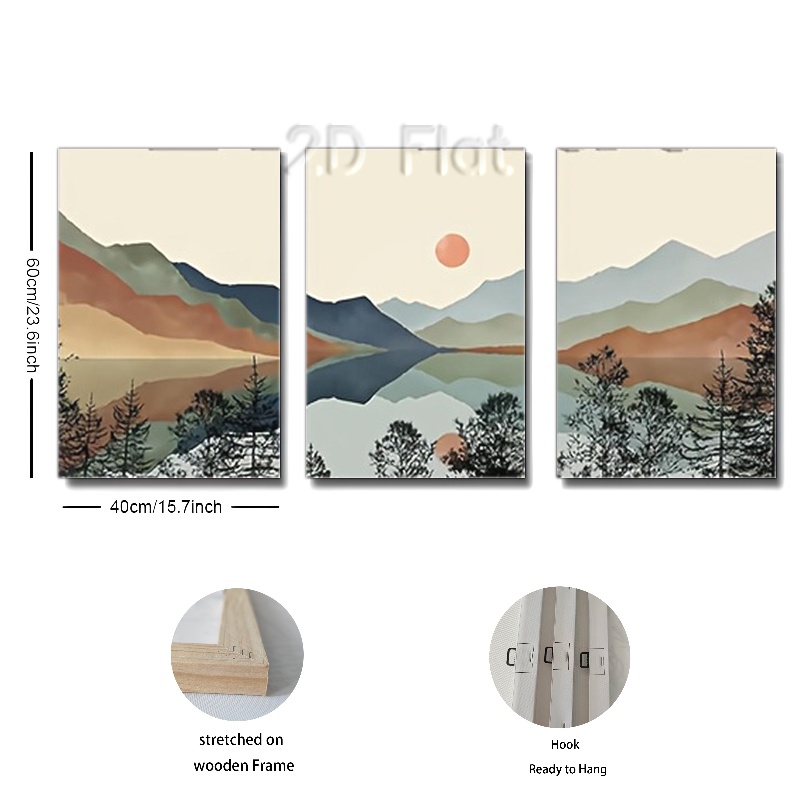 2D Flat
60cm/23.6inch
40cm/15.7inch
stretched on
wooden Frame
Hook
Ready to Hang